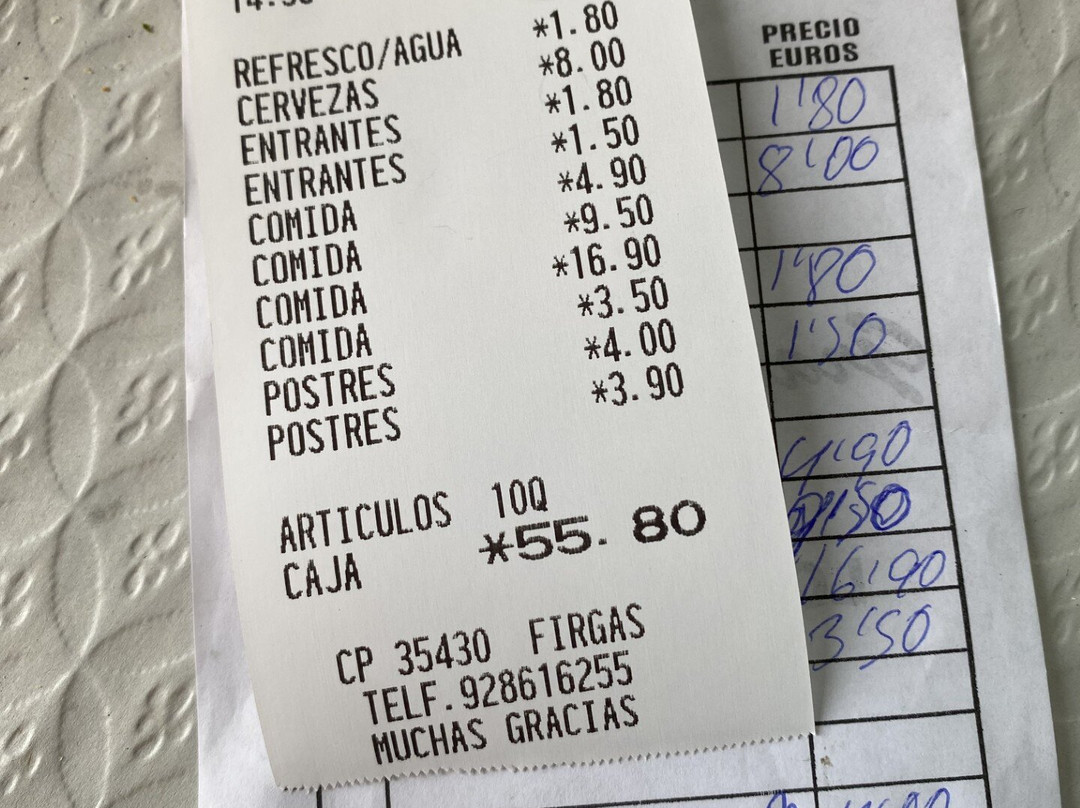 REFRESCO/AGUA *1.80
CERVEZAS *8.00
ENTRANTES *1.80
ENTRANTES *1.50
COMIDA *4.90
COMIDA *9.50
COMIDA *16.90
COMIDA *3.50
POSTRES *4.00
POSTRES *3.90
ARTICULOS 10Q
CAJA *55.80
CP 35430 FIRGAS
TELF.928616255
MUCHAS GRACIAS
PRECIO
EUROS
1'80
8'00
1'80
1'50
4'90
9'50
16'90
3'50